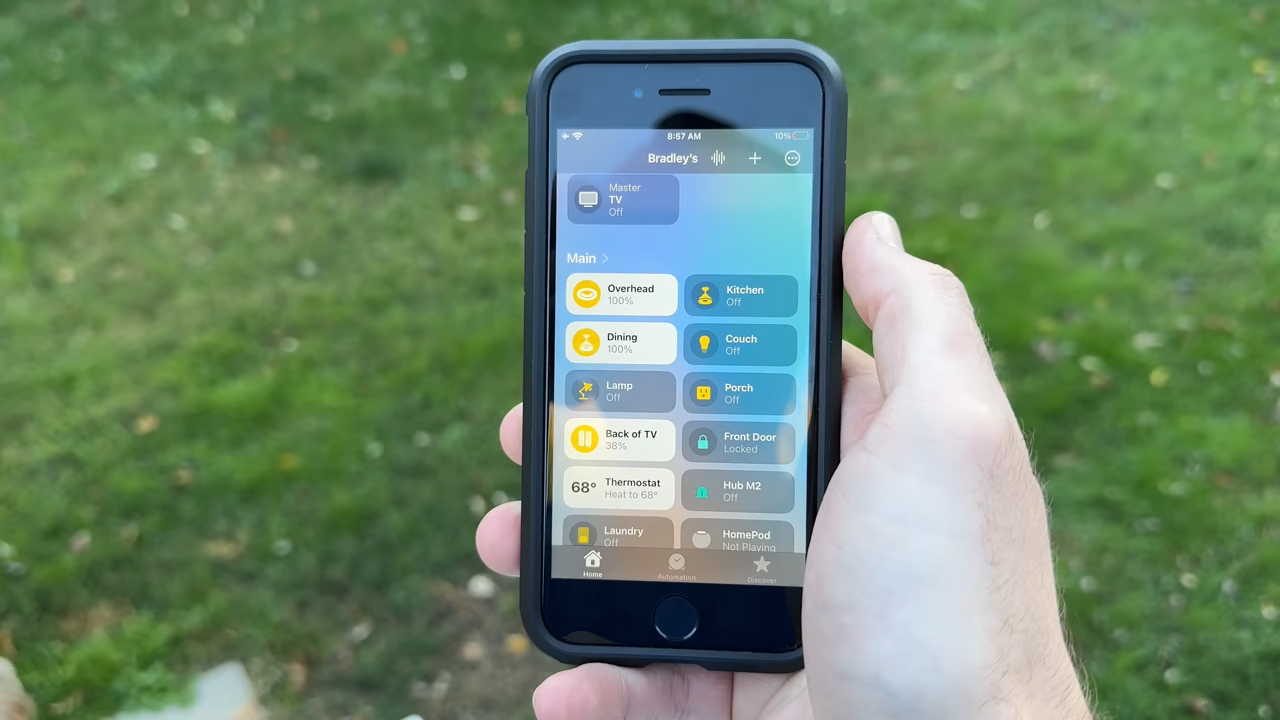 8:57 AM
10%
Bradley's
Master
TV
Off
Main >
Overhead
100%
Kitchen
Off
Dining
100%
Couch
Off
Lamp
Off
Porch
Off
Back of TV
38%
Front Door
Locked
68° Thermostat
Heat to 68°
Hub M2
Off
Laundry
Off
HomePod
Not Playing
Home
Automation
Discover